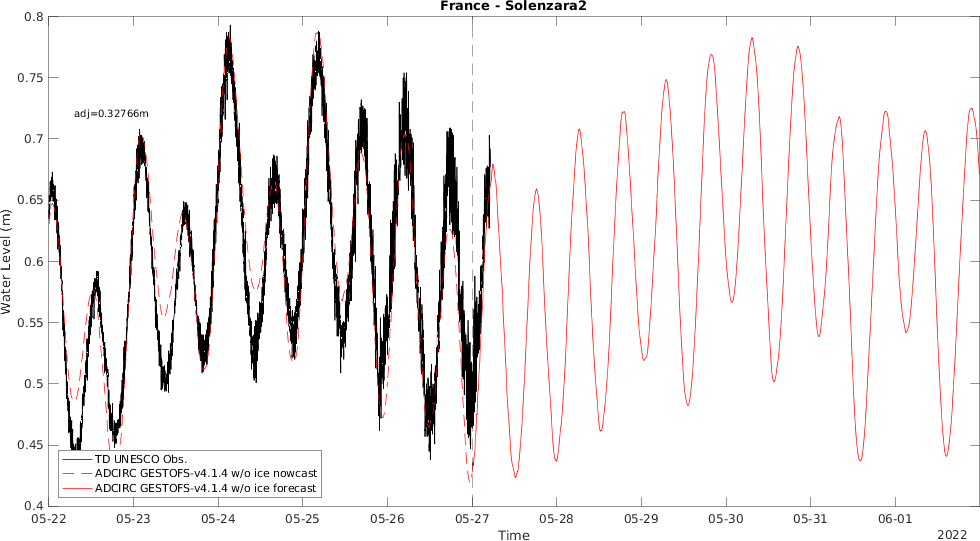 France - Solenzara2
0.8
0.75
0.7
0.65
0.6
0.55
0.5
0.45
0.4
Water Level (m)
adj=0.32766m
TD UNESCO Obs.
ADCIRC GESTOFS-v4.1.4 w/o ice nowcast
ADCIRC GESTOFS-v4.1.4 w/o ice forecast
05-22 05-23 05-24 05-25 05-26 05-27 05-28 05-29 05-30 05-31 06-01
Time
2022